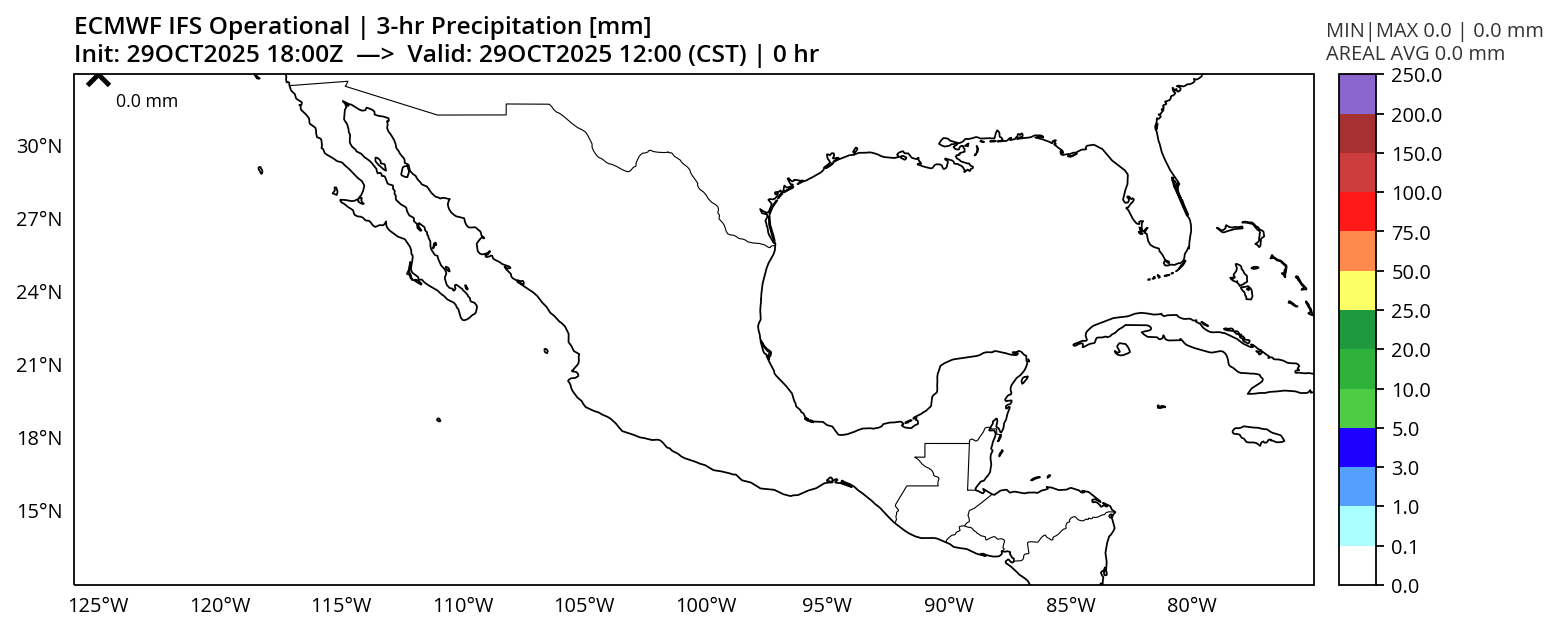 ECMWF IFS Operational | 3-hr Precipitation [mm]
Init: 29OCT2025 18:00Z —> Valid: 29OCT2025 12:00 (CST) | 0 hr
MIN|MAX 0.0 | 0.0 mm
AREAL AVG 0.0 mm
0.0 mm
30°N
27°N
24°N
21°N
18°N
15°N
125°W
120°W
115°W
110°W
105°W
100°W
95°W
90°W
85°W
80°W
250.0
200.0
150.0
100.0
75.0
50.0
25.0
20.0
10.0
5.0
3.0
1.0
0.1
0.0